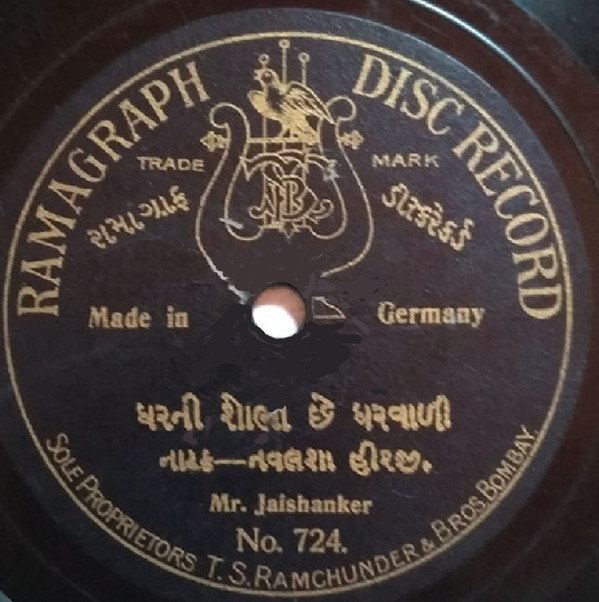 RAMAGRAPH DISC RECORD
TRADE MARK
રામાગ્રાફ ડીસ્કરેકર્ડ
Made in Germany
ઘરની શોભા છે ઘરવાળી
નાટક—નવલશા હીરજી.
Mr. Jaishanker
No. 724.
SOLE PROPRIETORS T. S. RAMCHUNDER & BROS. BOMBAY.